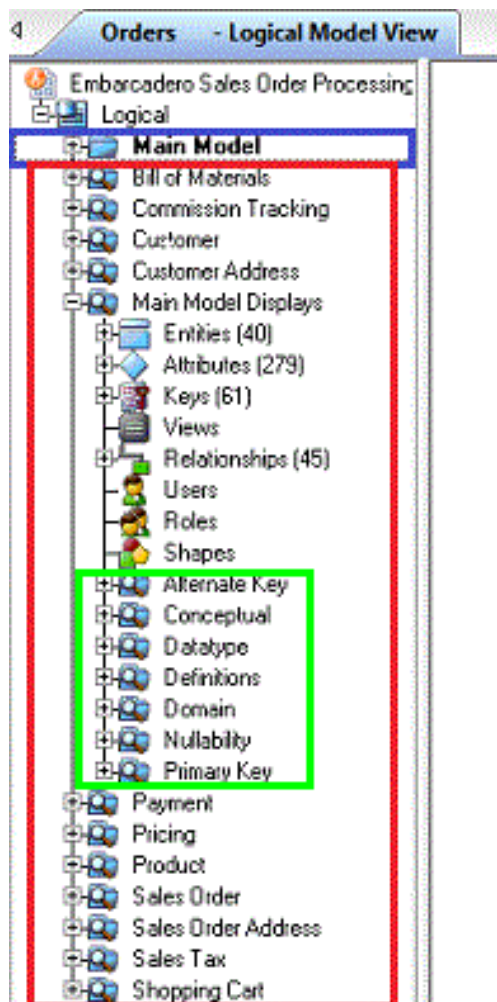 Orders - Logical Model View
Embarcadero Sales Order Processing
Logical
Main Model
Bill of Materials
Commission Tracking
Customer
Customer Address
Main Model Displays
Entities (40)
Attributes (279)
Keys (61)
Views
Relationships (45)
Users
Roles
Shapes
Alternate Key
Conceptual
Datatype
Definitions
Domain
Nullability
Primary Key
Payment
Pricing
Product
Sales Order
Sales Order Address
Sales Tax
Shopping Cart